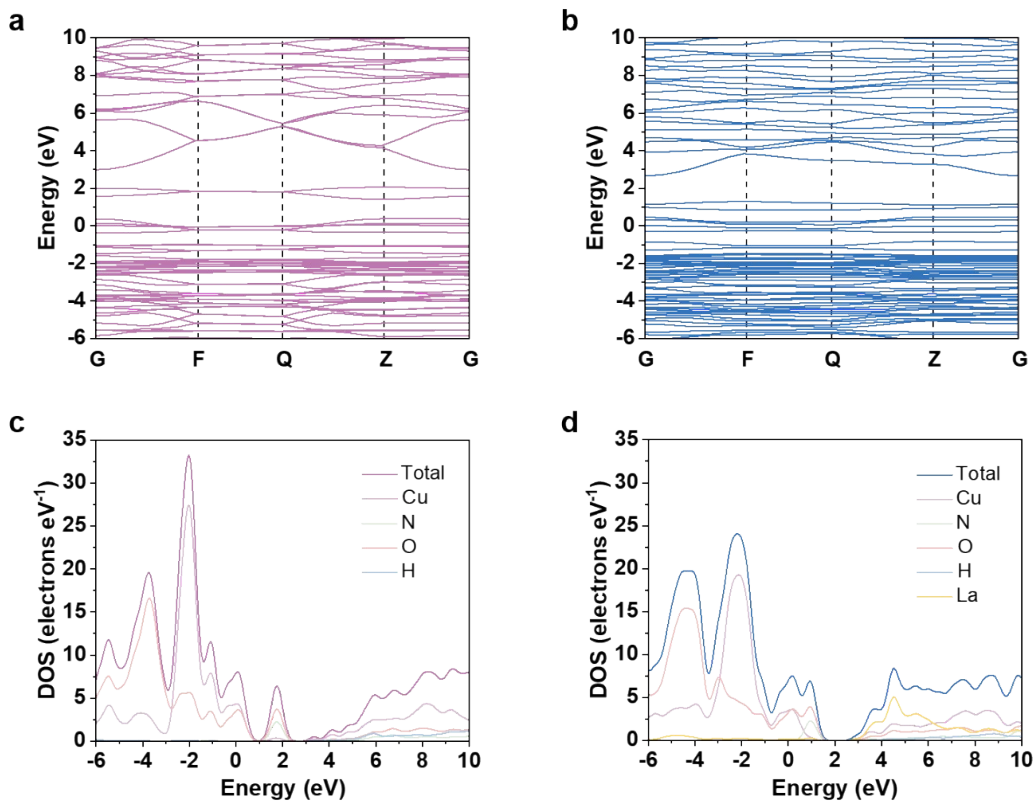 a
b
10
8
6
4
2
0
-2
-4
-6
Energy (eV)
G F Q Z G
10
8
6
4
2
0
-2
-4
-6
Energy (eV)
G F Q Z G
c
d
35
30
25
20
15
10
5
0
DOS (electrons eV⁻¹)
Total
Cu
N
O
H
-6 -4 -2 0 2 4 6 8 10
Energy (eV)
35
30
25
20
15
10
5
0
DOS (electrons eV⁻¹)
Total
Cu
N
O
H
La
-6 -4 -2 0 2 4 6 8 10
Energy (eV)